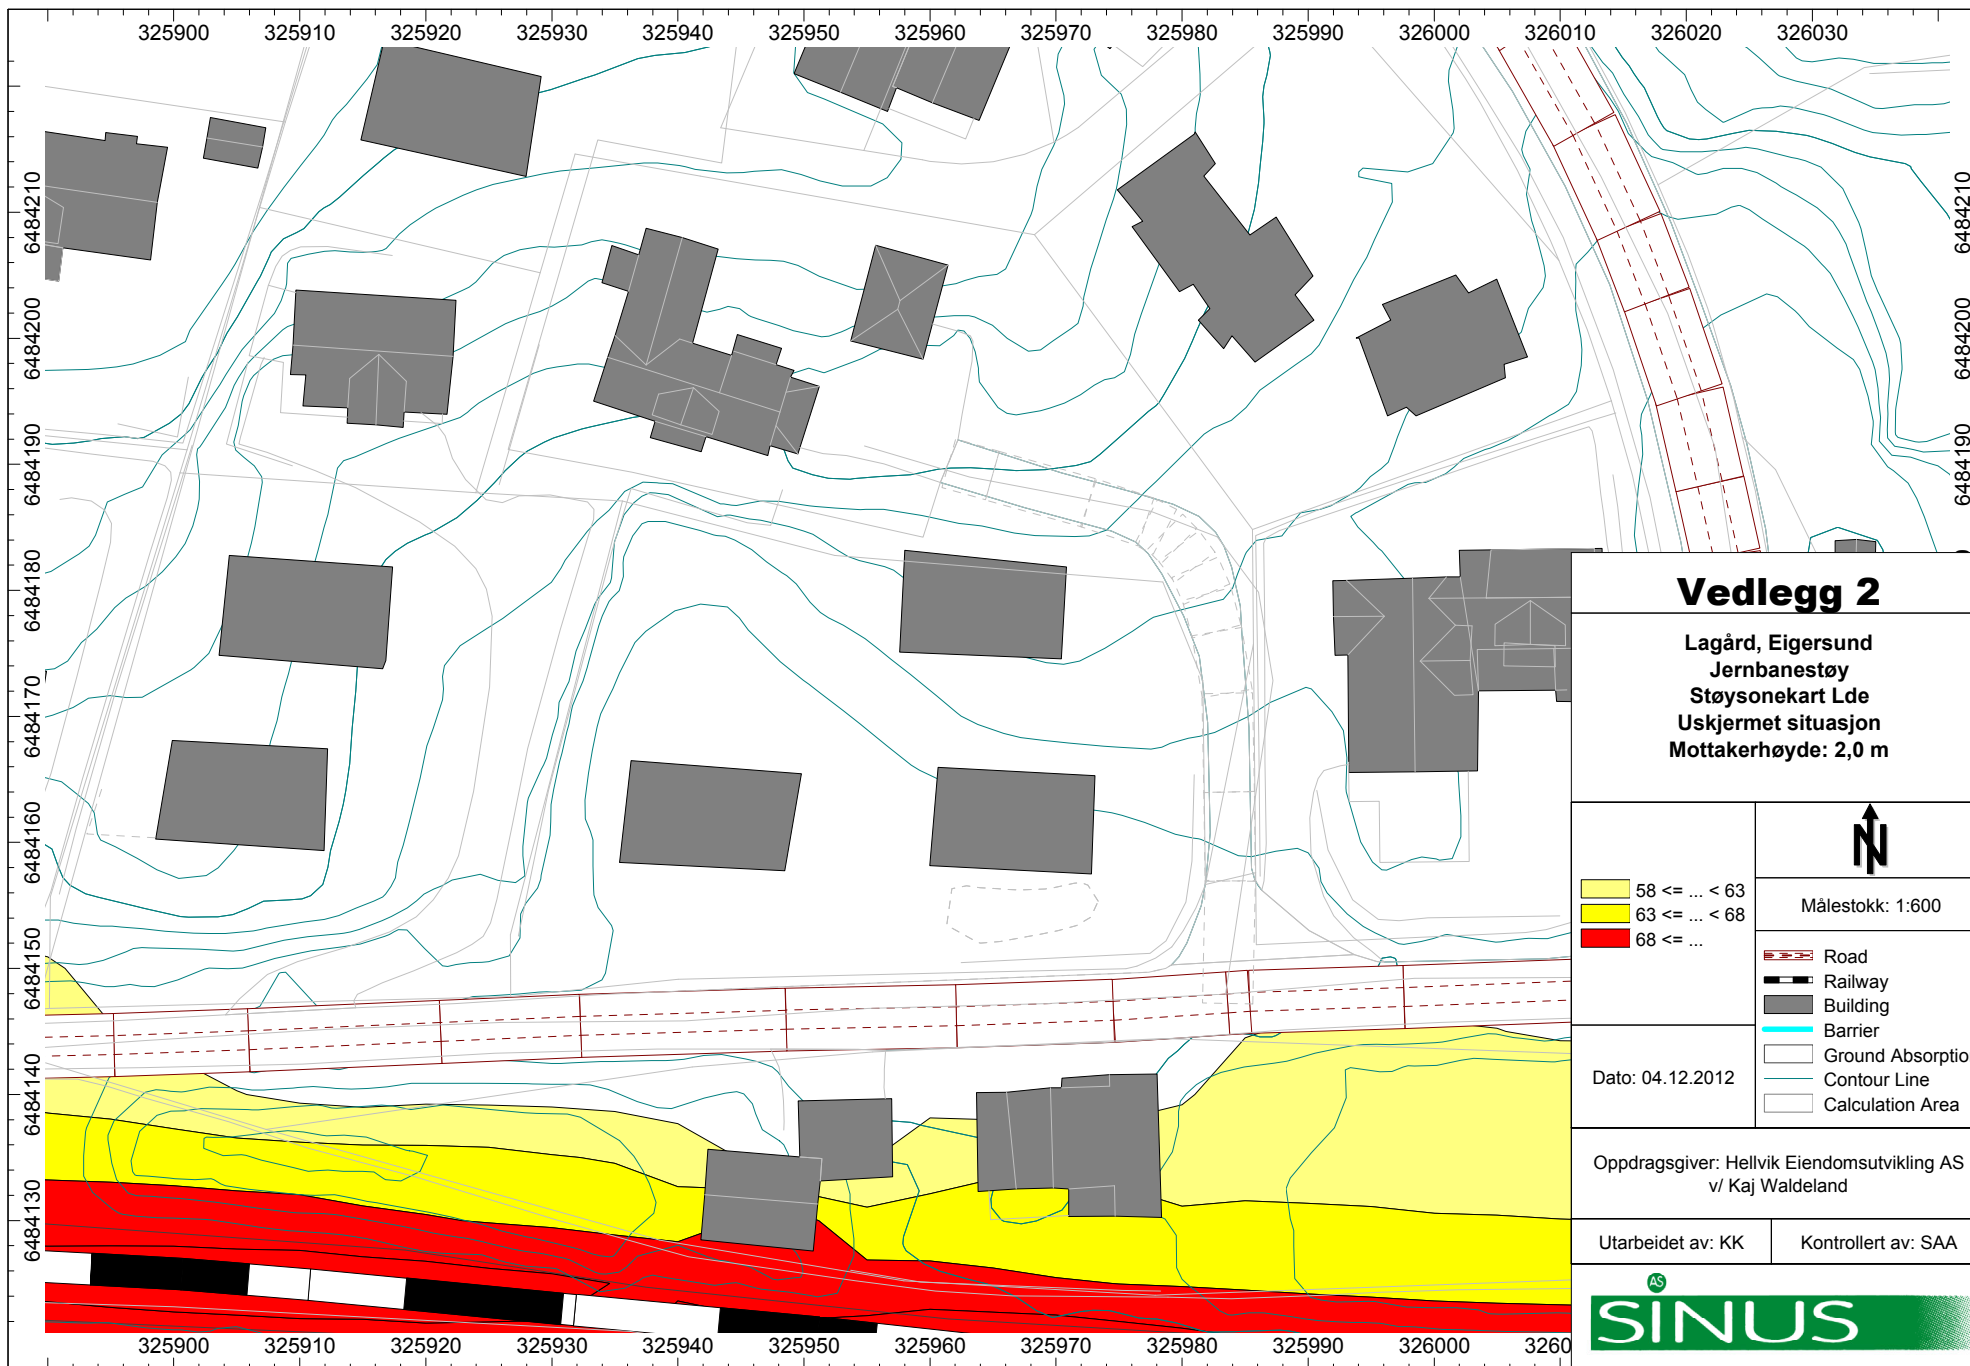 325900 325910 325920 325930 325940 325950 325960 325970 325980 325990 326000 326010 326020 326030
6484210
6484200
6484190
6484180
6484170
6484160
6484150
6484140
6484130
6484210
6484200
6484190
Vedlegg 2
Lagård, Eigersund
Jernbanestøy
Støysonekart Lde
Uskjermet situasjon
Mottakerhøyde: 2,0 m
58 <= ... < 63
63 <= ... < 68
68 <= ...
N
Målestokk: 1:600
Road
Railway
Building
Barrier
Ground Absorptio
Contour Line
Calculation Area
Dato: 04.12.2012
Oppdragsgiver: Hellvik Eiendomsutvikling AS
v/ Kaj Waldeland
Utarbeidet av: KK
Kontrollert av: SAA
AS
SINUS
325900 325910 325920 325930 325940 325950 325960 325970 325980 325990 326000 3260